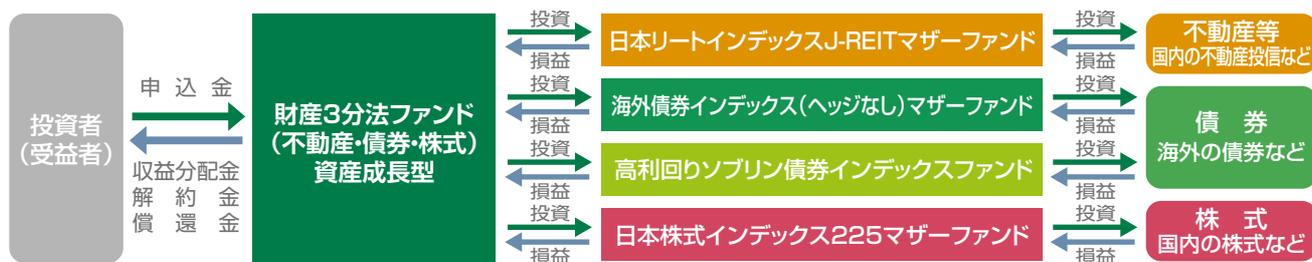 投資者
(受益者)
申込金
収益分配金
解約金
償還金
財産3分法ファンド
(不動産・債券・株式)
資産成長型
投資
損益
日本リートインデックスJ-REITマザーファンド
投資
損益
不動産等
国内の不動産投信など
投資
損益
海外債券インデックス(ヘッジなし)マザーファンド
投資
損益
債 券
海外の債券など
投資
損益
高利回りソブリン債券インデックスファンド
投資
損益
投資
損益
日本株式インデックス225マザーファンド
投資
損益
株 式
国内の株式など